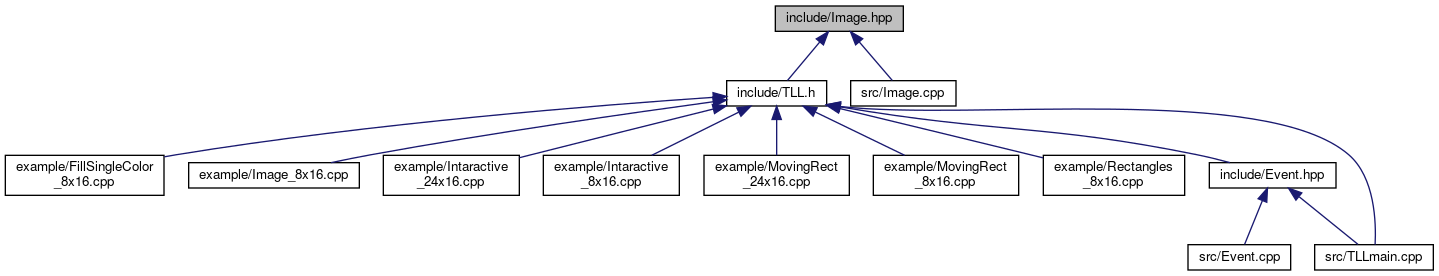 include/Image.hpp
include/TLL.h
src/Image.cpp
example/FillSingleColor
_8x16.cpp
example/Image_8x16.cpp
example/Intaractive
_24x16.cpp
example/Intaractive
_8x16.cpp
example/MovingRect
_24x16.cpp
example/MovingRect
_8x16.cpp
example/Rectangles
_8x16.cpp
include/Event.hpp
src/Event.cpp
src/TLLmain.cpp